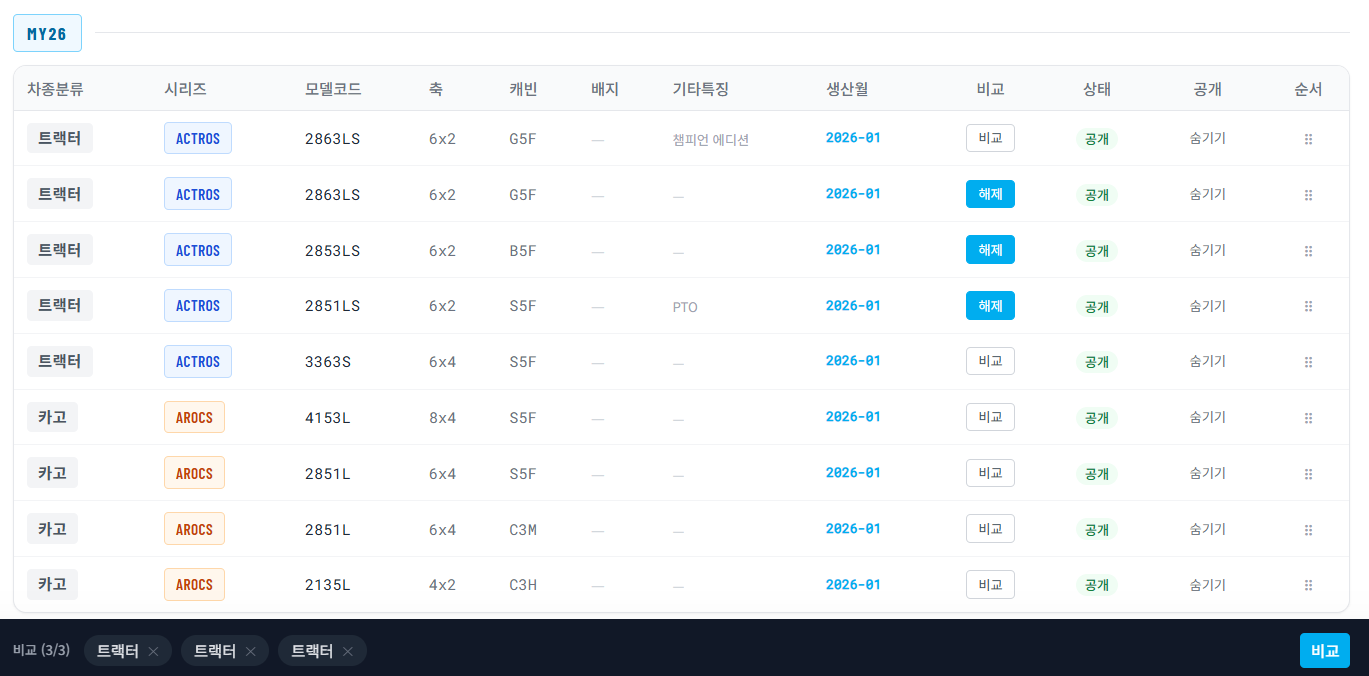 MY26
차종분류 시리즈 모델코드 축 캐빈 배지 기타특징 생산월 비교 상태 공개 순서
트랙터 ACTROS 2863LS 6x2 G5F — 챔피언 에디션 2026-01 비교 공개 숨기기
트랙터 ACTROS 2863LS 6x2 G5F — — 2026-01 해제 공개 숨기기
트랙터 ACTROS 2853LS 6x2 B5F — — 2026-01 해제 공개 숨기기
트랙터 ACTROS 2851LS 6x2 S5F — PTO 2026-01 해제 공개 숨기기
트랙터 ACTROS 3363S 6x4 S5F — — 2026-01 비교 공개 숨기기
카고 AROCS 4153L 8x4 S5F — — 2026-01 비교 공개 숨기기
카고 AROCS 2851L 6x4 S5F — — 2026-01 비교 공개 숨기기
카고 AROCS 2851L 6x4 C3M — — 2026-01 비교 공개 숨기기
카고 AROCS 2135L 4x2 C3H — — 2026-01 비교 공개 숨기기
비교 (3/3) 트랙터 × 트랙터 × 트랙터 × 비교